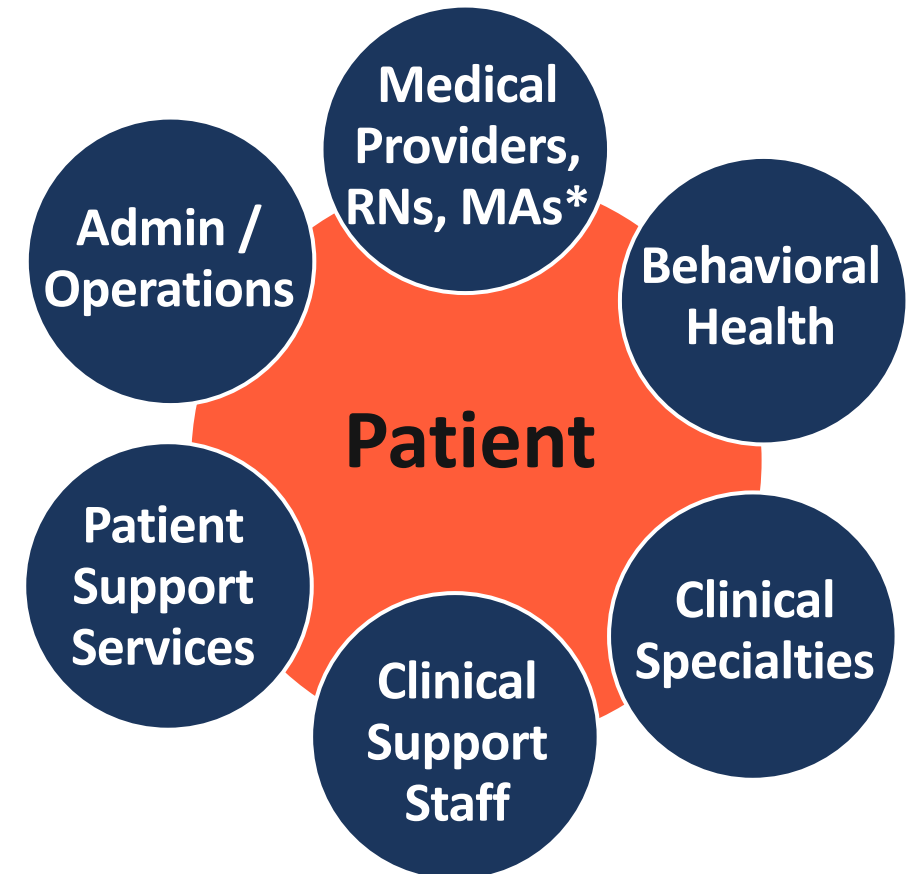 Medical
Providers,
RNs, MAs*
Admin /
Operations
Behavioral
Health
Patient
Patient
Support
Services
Clinical
Specialties
Clinical
Support
Staff